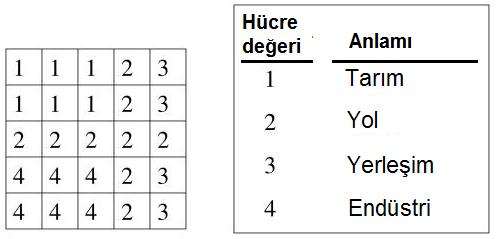 1 1 1 2 3
1 1 1 2 3
2 2 2 2 2
4 4 4 2 3
4 4 4 2 3
Hücre
değeri Anlamı
1 Tarım
2 Yol
3 Yerleşim
4 Endüstri